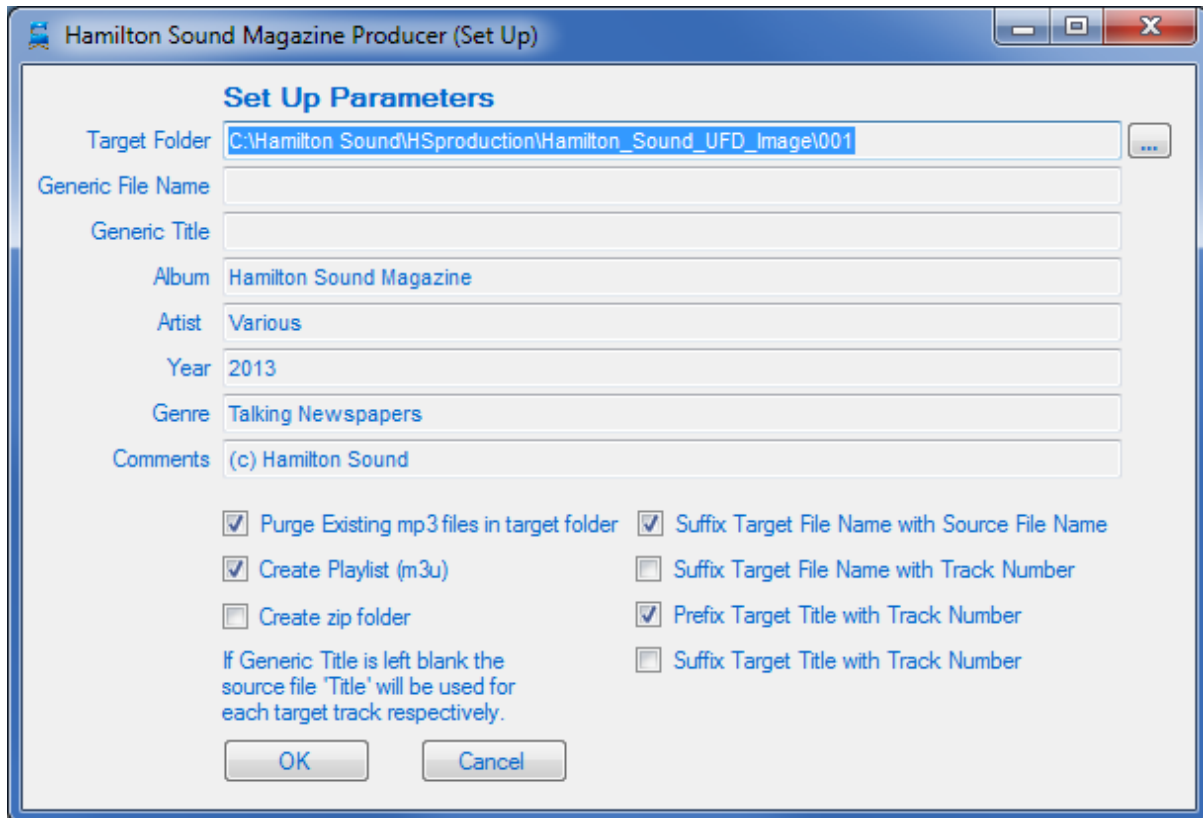 Hamilton Sound Magazine Producer (Set Up)
Set Up Parameters
Target Folder C:\Hamilton Sound\HSproduction\Hamilton_Sound_UFD_Image\001 ...
Generic File Name
Generic Title
Album Hamilton Sound Magazine
Artist Various
Year 2013
Genre Talking Newspapers
Comments (c) Hamilton Sound
Purge Existing mp3 files in target folder Suffix Target File Name with Source File Name
Create Playlist (m3u) Suffix Target File Name with Track Number
Create zip folder Prefix Target Title with Track Number
If Generic Title is left blank the Suffix Target Title with Track Number
source file 'Title' will be used for
each target track respectively.
OK Cancel